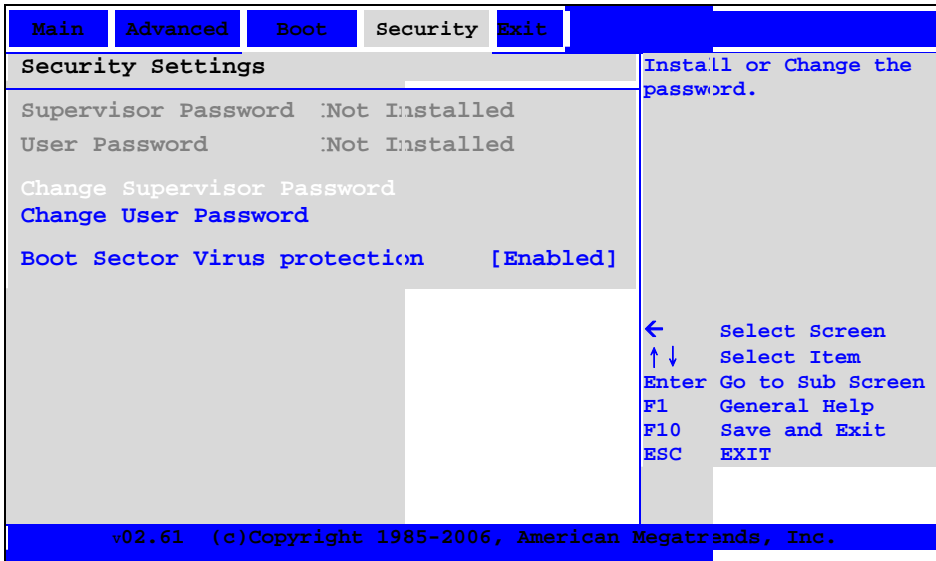 Main Advanced Boot Security Exit
Security Settings
Supervisor Password :Not Installed
User Password :Not Installed
Change Supervisor Password
Change User Password
Boot Sector Virus protection [Enabled]
Install or Change the
password.
← Select Screen
↑↓ Select Item
Enter Go to Sub Screen
F1 General Help
F10 Save and Exit
ESC EXIT
v02.61 (c)Copyright 1985-2006, American Megatrends, Inc.